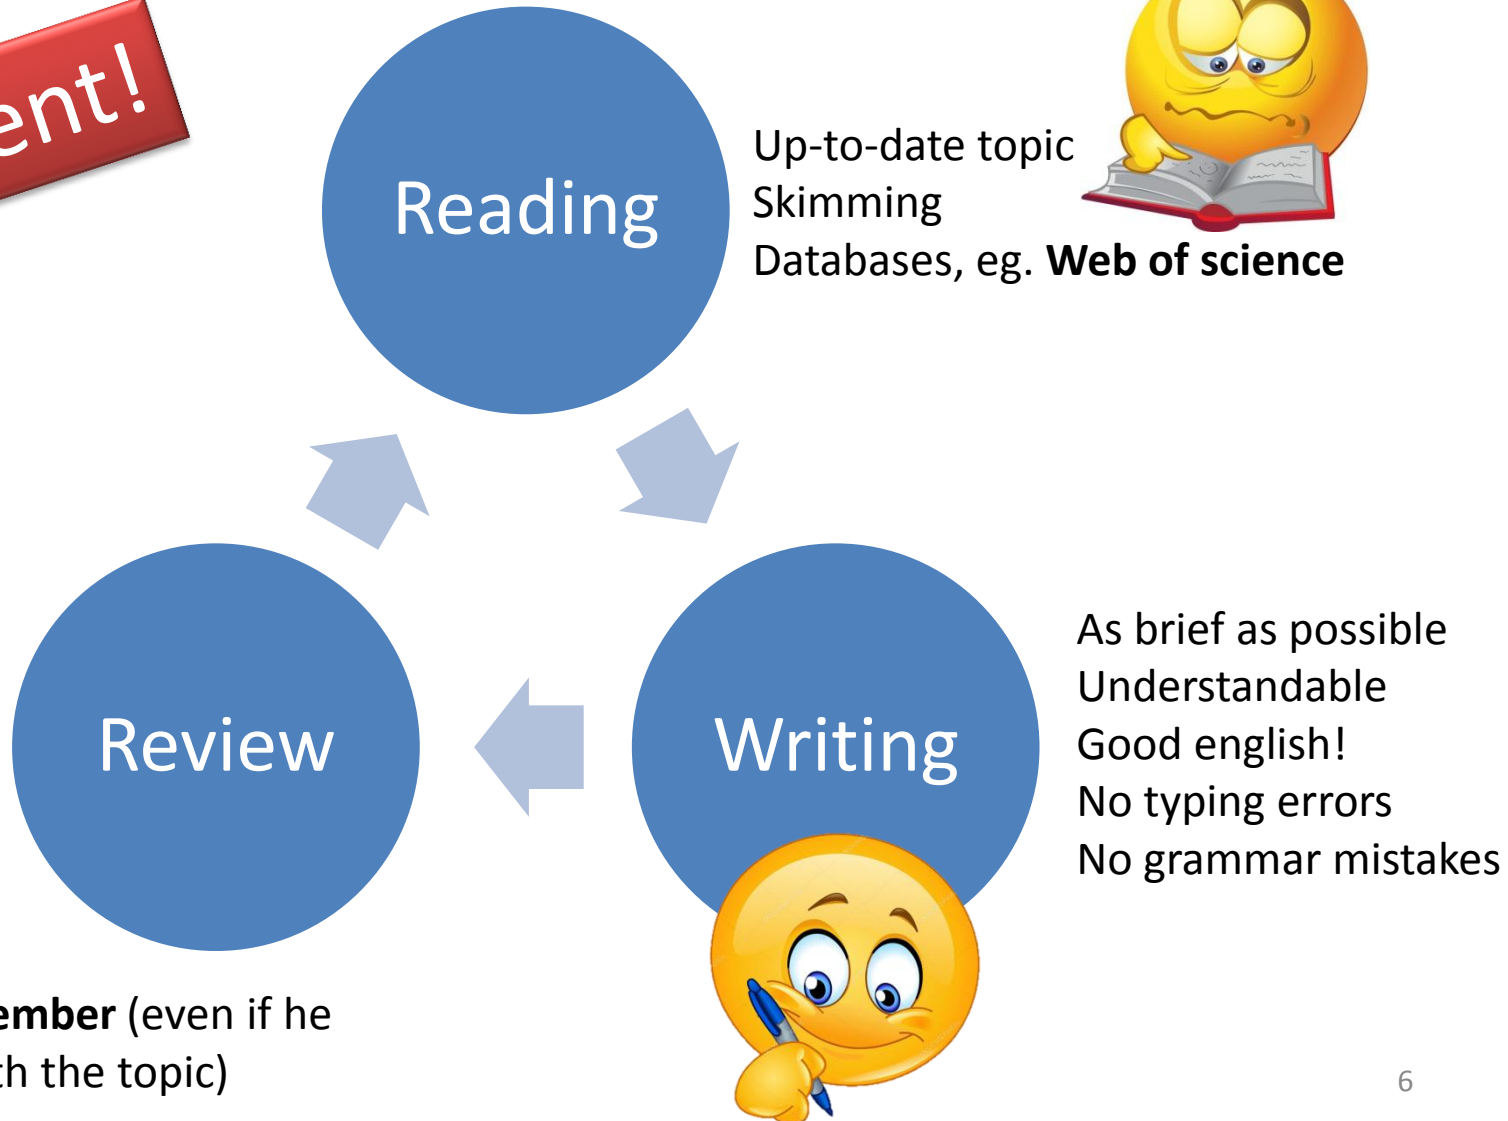 ent!
Reading
Up-to-date topic
Skimming
Databases, eg. Web of science
Review
Writing
As brief as possible
Understandable
Good english!
No typing errors
No grammar mistakes
ember (even if he
th the topic)
6